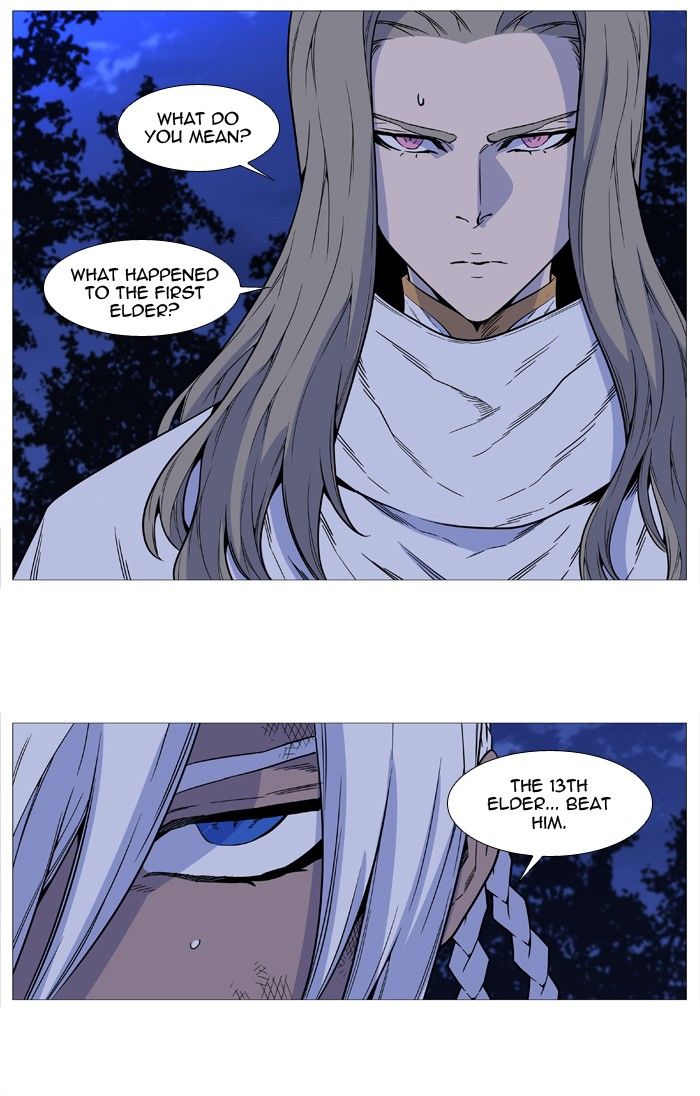 WHAT DO
YOU MEAN?
WHAT HAPPENED
TO THE FIRST
ELDER?
THE 13TH
ELDER... BEAT
HIM.